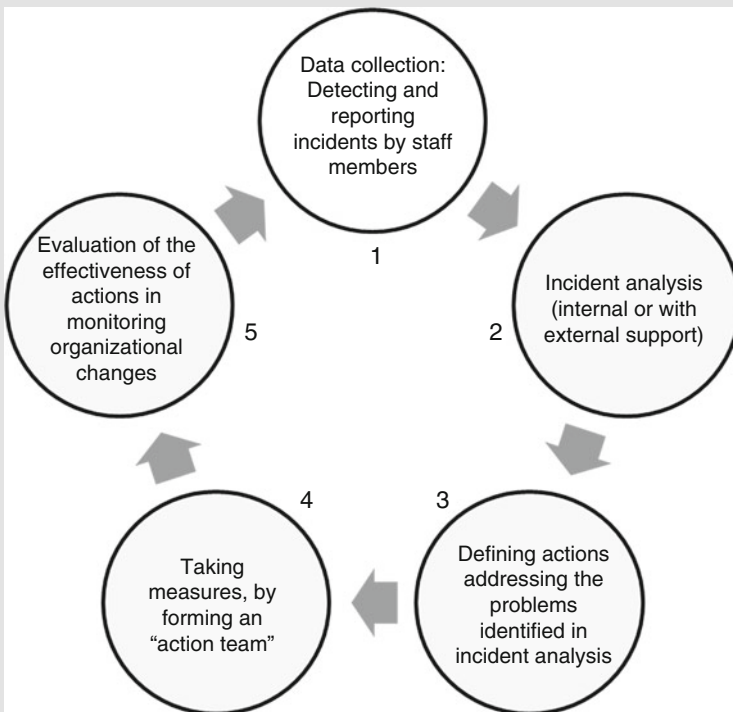 Data collection:
Detecting and
reporting
incidents by staff
members
1
Incident analysis
(internal or with
external support)
2
Defining actions
addressing the
problems
identified in
incident analysis
3
Taking
measures, by
forming an
“action team”
4
Evaluation of the
effectiveness of
actions in
monitoring
organizational
changes
5